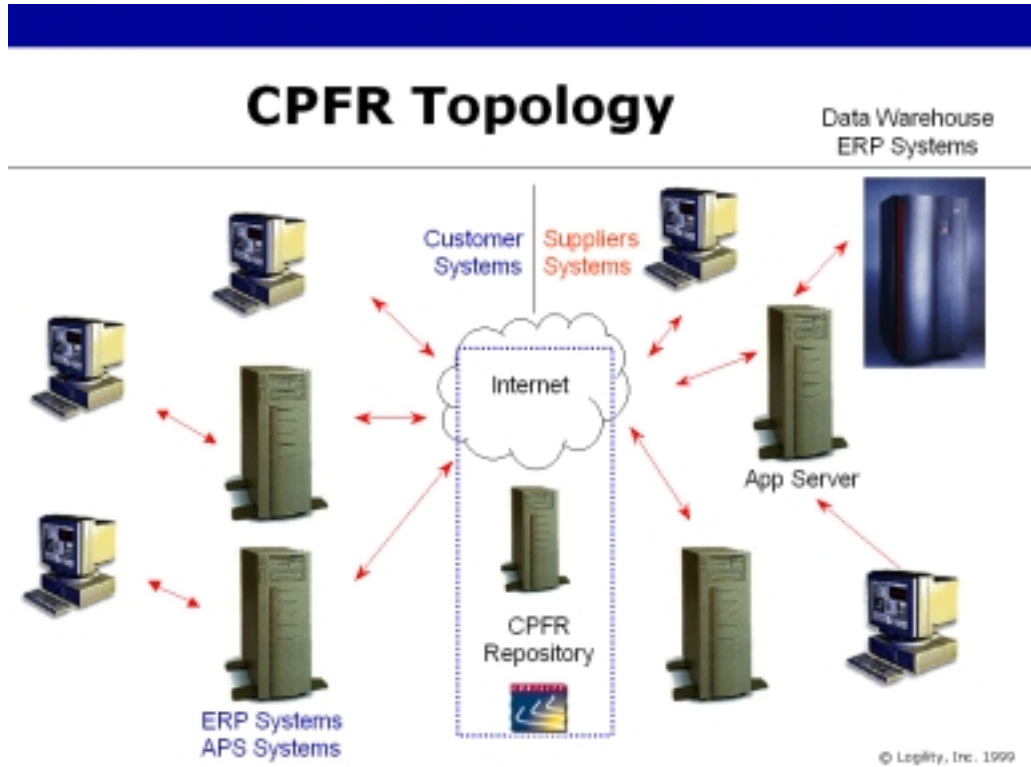 CPFR Topology
Data Warehouse
ERP Systems
Customer
Systems
Suppliers
Systems
Internet
App Server
CPFR
Repository
ERP Systems
APS Systems
© Logility, Inc. 1999